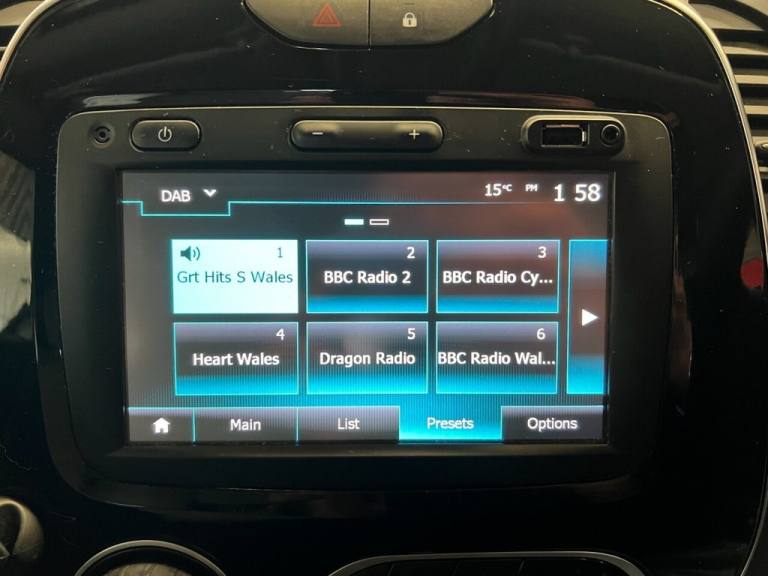 DAB 15°C PM 1 58
1
Grt Hits S Wales
2
BBC Radio 2
3
BBC Radio Cy...
4
Heart Wales
5
Dragon Radio
6
BBC Radio Wal...
Main List Presets Options